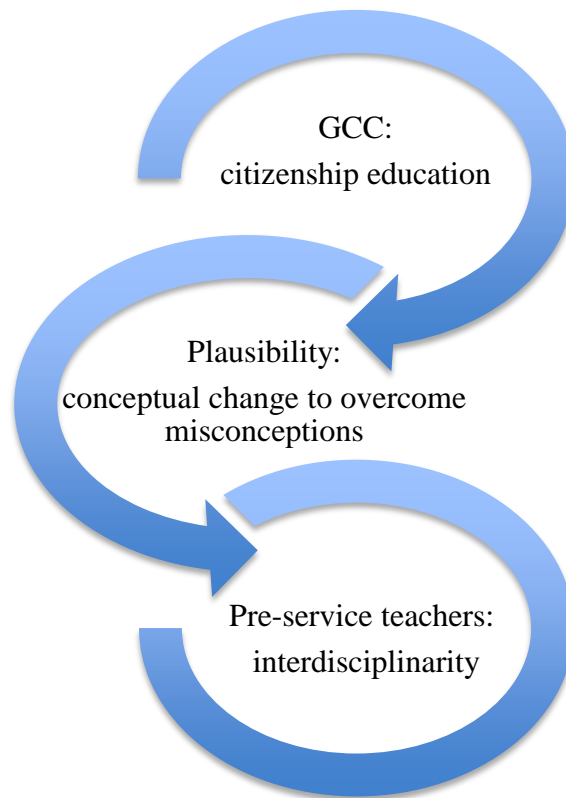 GCC:
citizenship education
Plausibility:
conceptual change to overcome
misconceptions
Pre-service teachers:
interdisciplinarity